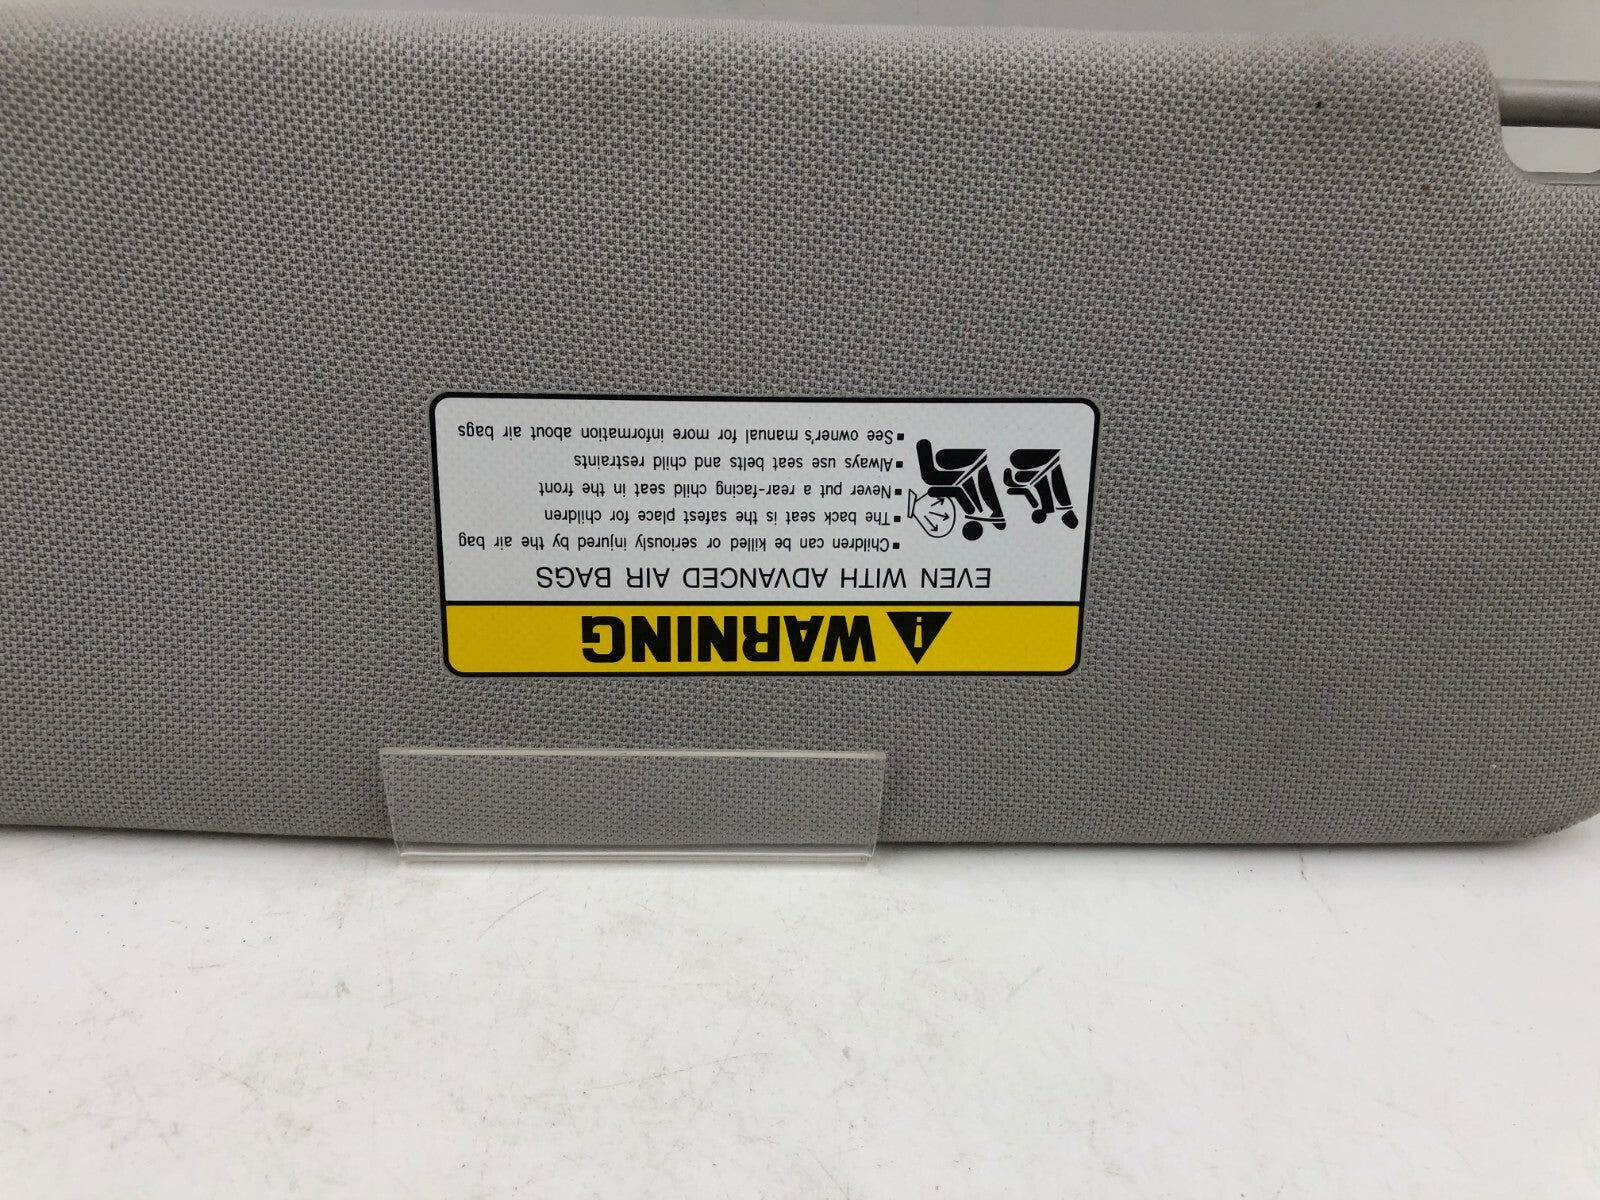 WARNING
EVEN WITH ADVANCED AIR BAGS
▪ Children can be killed or seriously injured by the air bag
▪ The back seat is the safest place for children
▪ Never put a rear-facing child seat in the front
▪ Always use seat belts and child restraints
▪ See owner's manual for more information about air bags